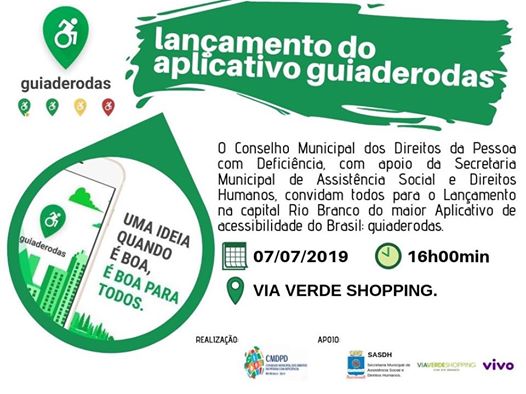 guiaderodas
lançamento do
aplicativo guiaderodas
O Conselho Municipal dos Direitos da Pessoa
com Deficiência, com apoio da Secretaria
Municipal de Assistência Social e Direitos
Humanos, convidam todos para o Lançamento
na capital Rio Branco do maior Aplicativo de
acessibilidade do Brasil: guiaderodas.
guiaderodas
UMA IDEIA
QUANDO
É BOA,
É BOA PARA
TODOS.
07/07/2019
16h00min
VIA VERDE SHOPPING.
REALIZAÇÃO:
APOIO:
CMDPD
SASDH
Secretaria Municipal de
Assistência Social e
Direitos Humanos.
VIAVERDESHOPPING
vivo